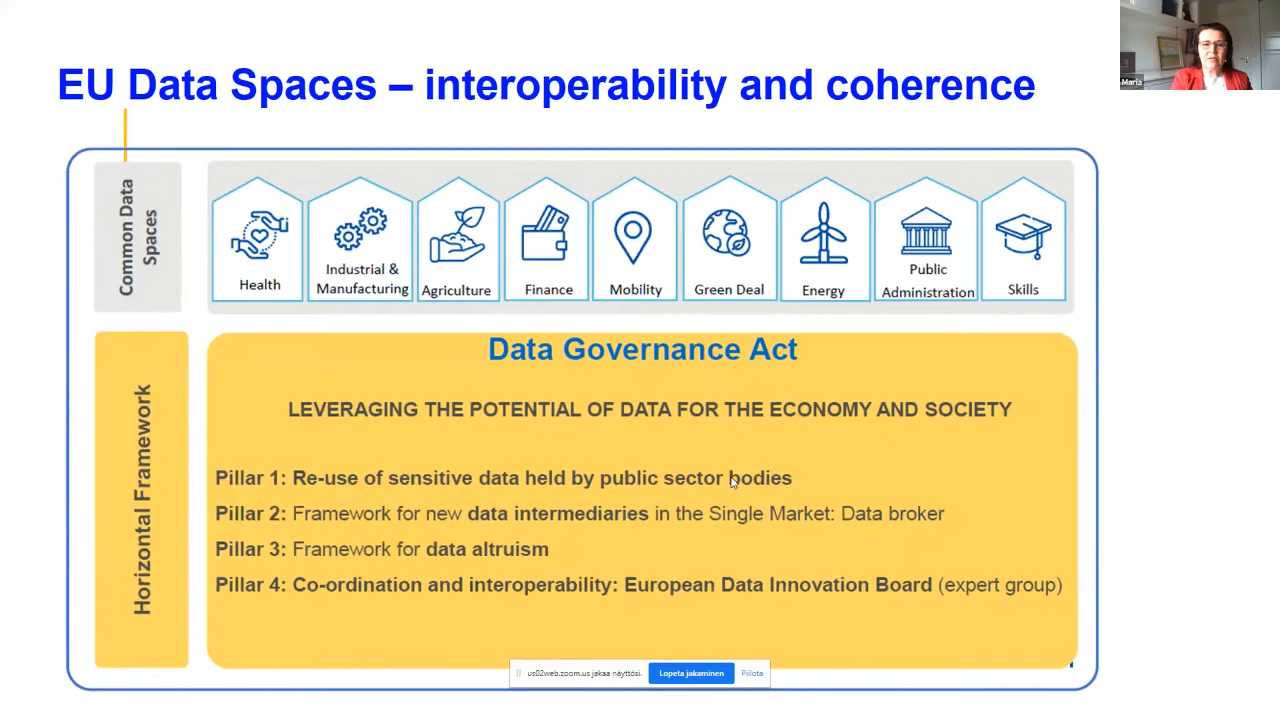 EU Data Spaces – interoperability and coherence
Maria
Common Data
Spaces
Health
Industrial &
Manufacturing
Agriculture
Finance
Mobility
Green Deal
Energy
Public
Administration
Skills
Horizontal Framework
Data Governance Act
LEVERAGING THE POTENTIAL OF DATA FOR THE ECONOMY AND SOCIETY
Pillar 1: Re-use of sensitive data held by public sector bodies
Pillar 2: Framework for new data intermediaries in the Single Market: Data broker
Pillar 3: Framework for data altruism
Pillar 4: Co-ordination and interoperability: European Data Innovation Board (expert group)
us02web.zoom.us jakaa näyttösi.
Lopeta jakaminen
Piilota